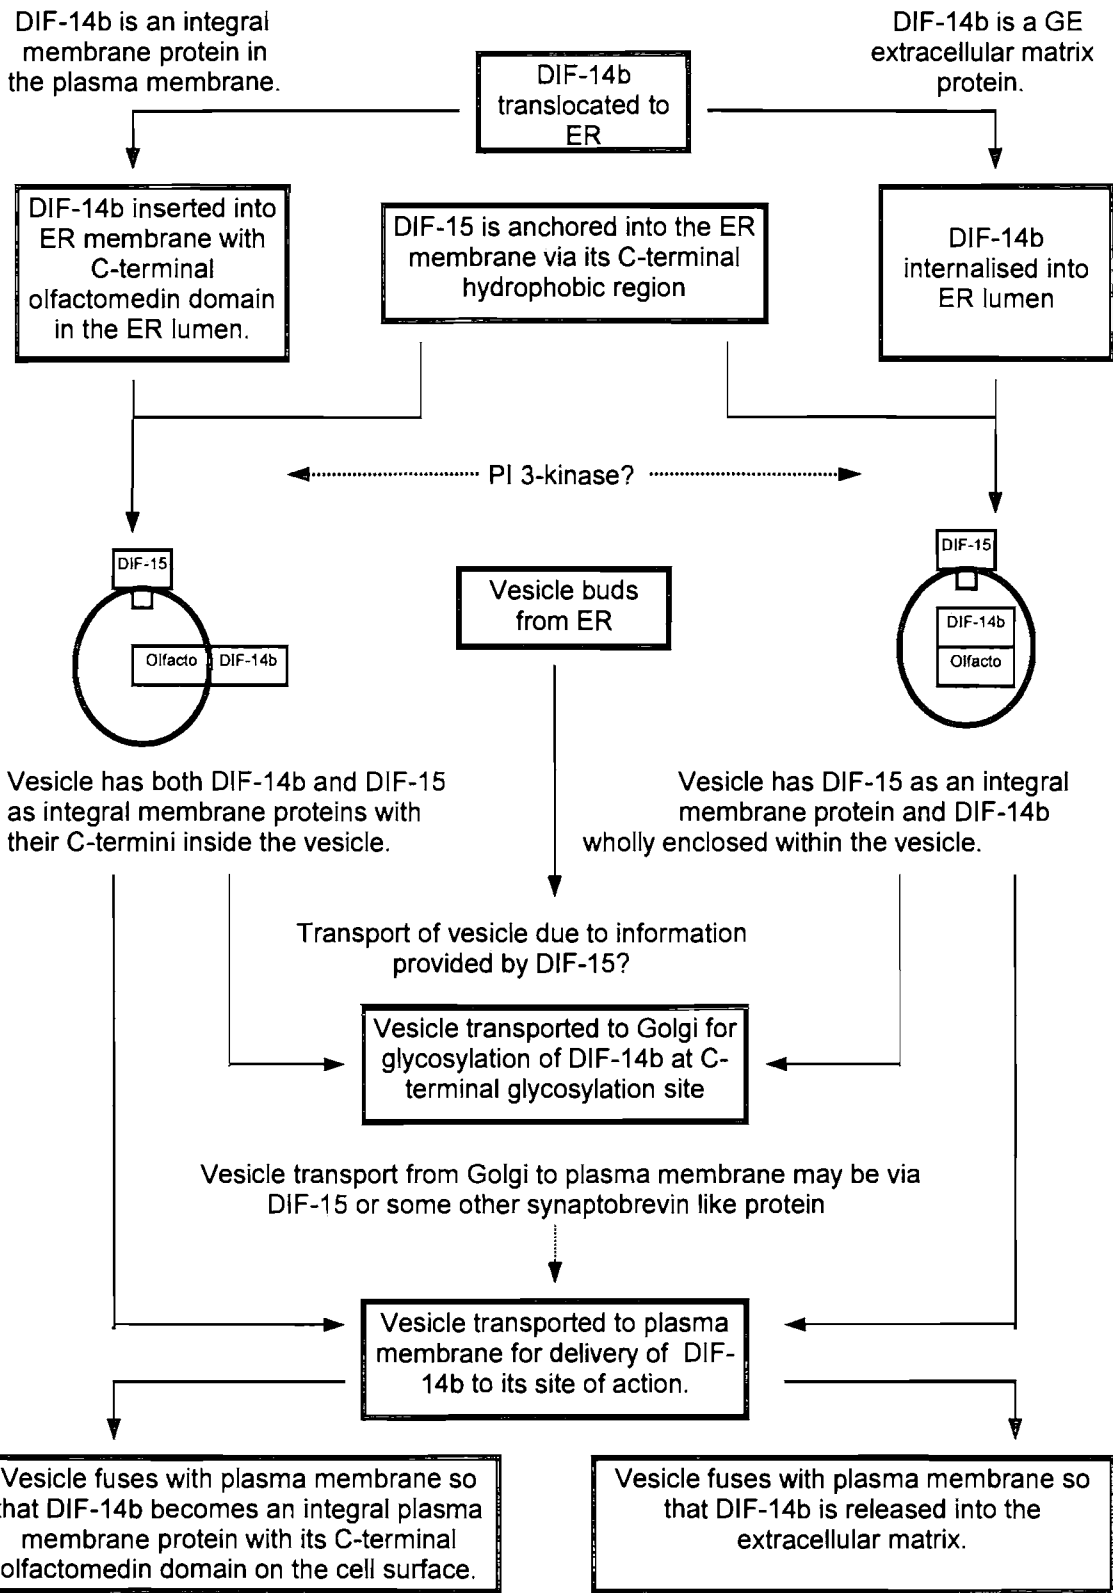 DIF-14b is an integral
membrane protein in
the plasma membrane.
DIF-14b
translocated to
ER
DIF-14b is a GE
extracellular matrix
protein.
DIF-14b inserted into
ER membrane with
C-terminal
olfactomedin domain
in the ER lumen.
DIF-15 is anchored into the ER
membrane via its C-terminal
hydrophobic region
DIF-14b
internalised into
ER lumen
PI 3-kinase?
DIF-15
Olfacto
DIF-14b
Vesicle buds
from ER
DIF-15
DIF-14b
Olfacto
Vesicle has both DIF-14b and DIF-15
as integral membrane proteins with
their C-termini inside the vesicle.
Vesicle has DIF-15 as an integral
membrane protein and DIF-14b
wholly enclosed within the vesicle.
Transport of vesicle due to information
provided by DIF-15?
Vesicle transported to Golgi for
glycosylation of DIF-14b at C-
terminal glycosylation site
Vesicle transport from Golgi to plasma membrane may be via
DIF-15 or some other synaptobrevin like protein
Vesicle transported to plasma
membrane for delivery of DIF-
14b to its site of action.
Vesicle fuses with plasma membrane so
that DIF-14b becomes an integral plasma
membrane protein with its C-terminal
olfactomedin domain on the cell surface.
Vesicle fuses with plasma membrane so
that DIF-14b is released into the
extracellular matrix.